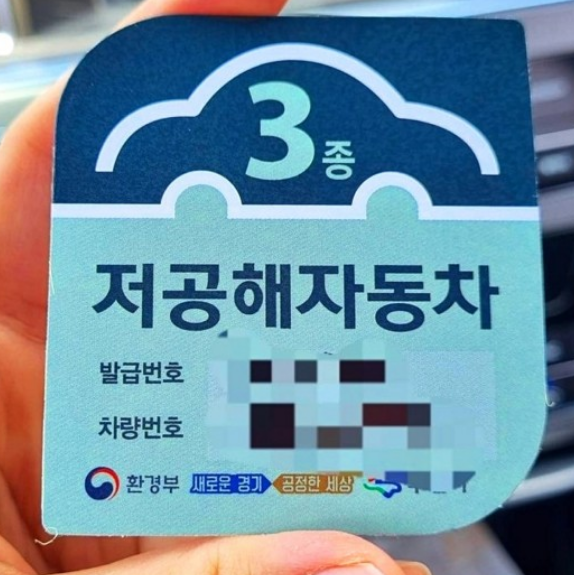 3종
저공해자동차
발급번호
차량번호
환경부 새로운 경기 공정한 세상